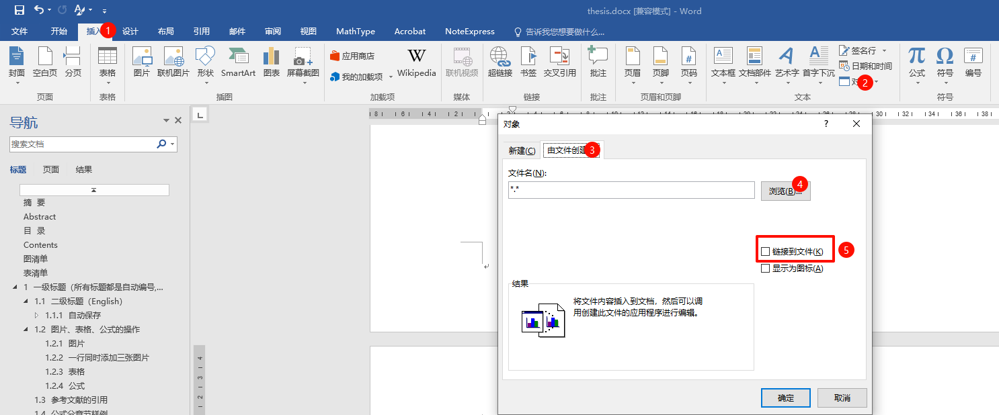 thesis.docx [兼容模式] - Word
文件 开始 插入 1 设计 布局 引用 邮件 审阅 视图 MathType Acrobat NoteExpress 告诉我您想要做什么...
封面 空白页 分页 表格 图片 联机图片 形状 SmartArt 图表 屏幕截图
应用商店
我的加载项
Wikipedia
联机视频 超链接 书签 交叉引用 批注 页眉 页脚 页码 文本框 文档部件 艺术字 首字下沉
签名行
日期和时间
对 2
公式 符号 编号
页面 表格 插图 加载项 媒体 链接 批注 页眉和页脚 文本 符号
导航
搜索文档
标题 页面 结果
摘 要
Abstract
目 录
Contents
图清单
表清单
1 一级标题（所有标题都是自动编号,...
1.1 二级标题（English）
1.1.1 自动保存
1.2 图片、表格、公式的操作
1.2.1 图片
1.2.2 一行同时添加三张图片
1.2.3 表格
1.2.4 公式
1.3 参考文献的引用
1.4 公式分章节样例
8 6 4 2
30 32 34 36 38
4
3
2
对象 ?
新建(C) 由文件创建 3
文件名(N):
*.*
浏览(B)... 4
链接到文件(K) 5
显示为图标(A)
结果
将文件内容插入到文档，然后可以调
用创建此文件的应用程序进行编辑。
确定 取消